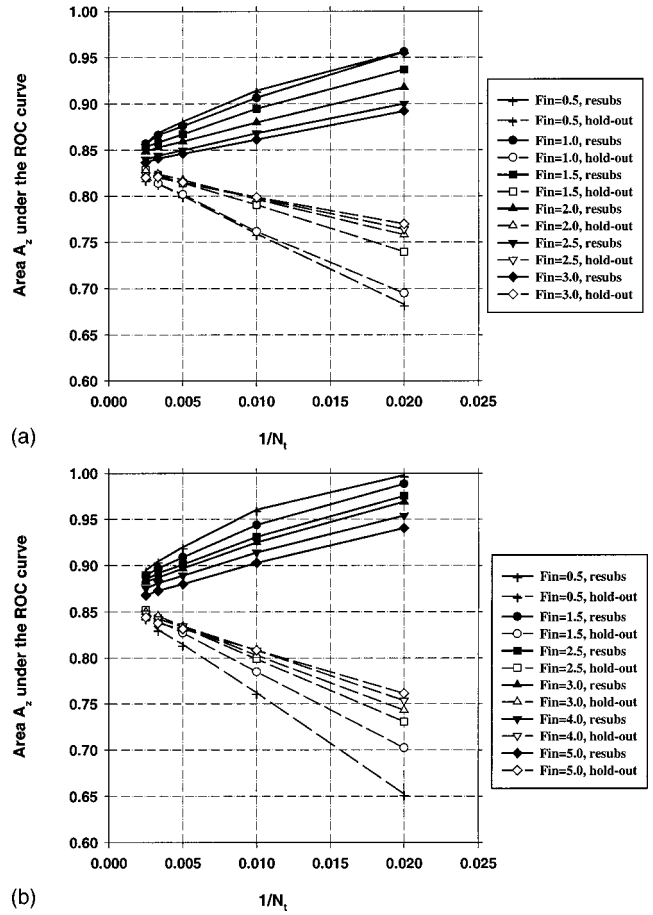 1.00
0.95
0.90
0.85
0.80
0.75
0.70
0.65
0.60
Area Az under the ROC curve
0.000 0.005 0.010 0.015 0.020 0.025
1/Nt
Fin=0.5, resubs
Fin=0.5, hold-out
Fin=1.0, resubs
Fin=1.0, hold-out
Fin=1.5, resubs
Fin=1.5, hold-out
Fin=2.0, resubs
Fin=2.0, hold-out
Fin=2.5, resubs
Fin=2.5, hold-out
Fin=3.0, resubs
Fin=3.0, hold-out
(a)
1.00
0.95
0.90
0.85
0.80
0.75
0.70
0.65
0.60
Area Az under the ROC curve
0.000 0.005 0.010 0.015 0.020 0.025
1/Nt
Fin=0.5, resubs
Fin=0.5, hold-out
Fin=1.5, resubs
Fin=1.5, hold-out
Fin=2.5, resubs
Fin=2.5, hold-out
Fin=3.0, resubs
Fin=3.0, hold-out
Fin=4.0, resubs
Fin=4.0, hold-out
Fin=5.0, resubs
Fin=5.0, hold-out
(b)